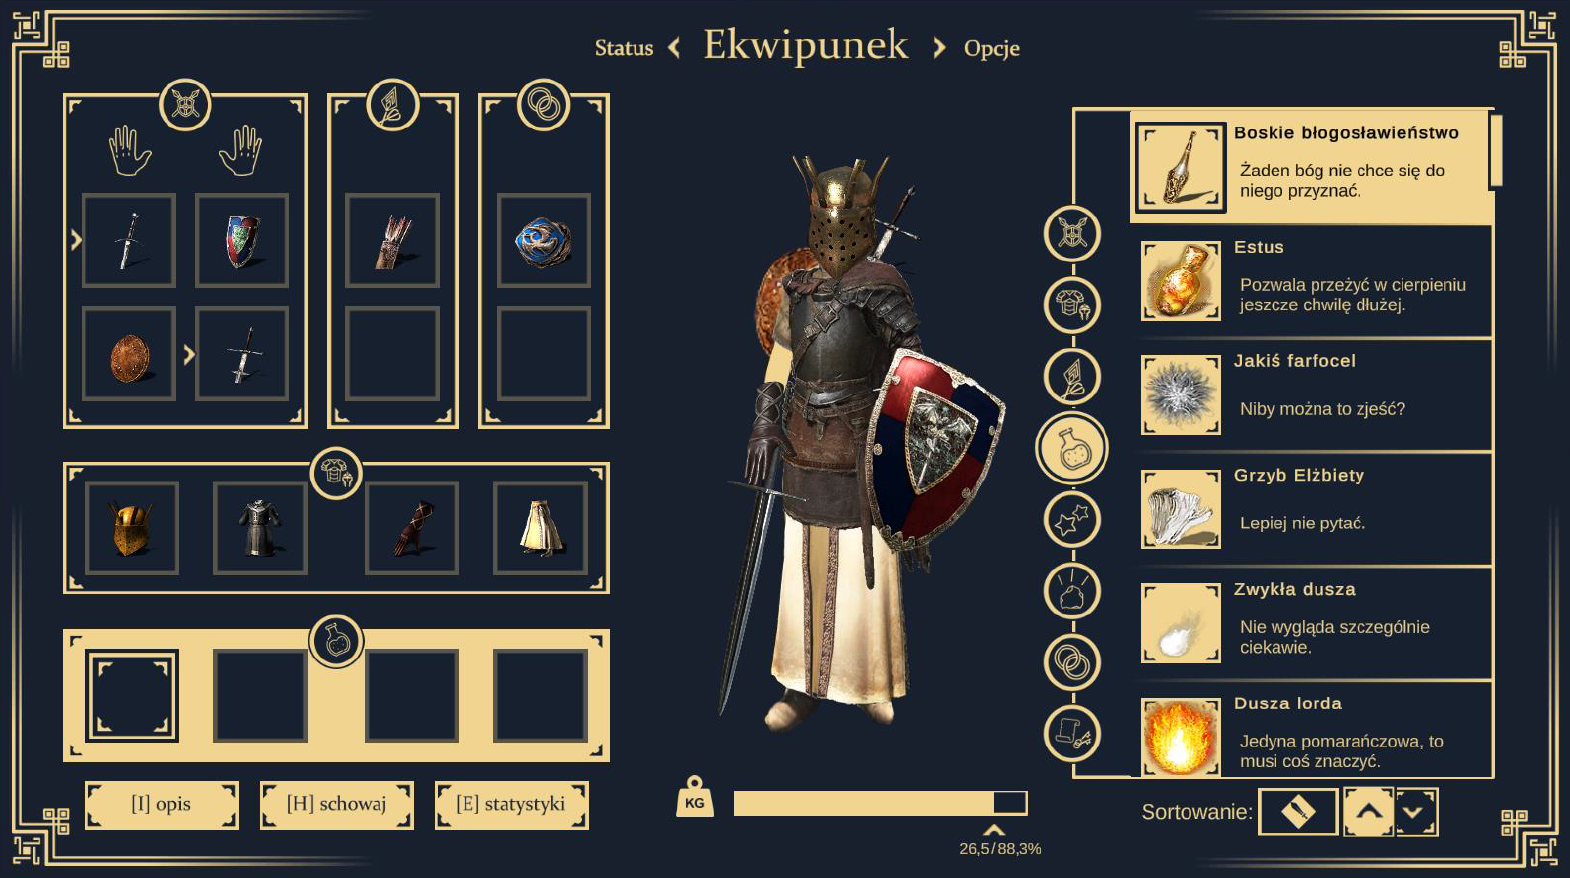 Status
Ekwipunek
Opcje
Boskie błogosławieństwo
Żaden bóg nie chce się do
niego przyznać.
Estus
Pozwala przeżyć w cierpieniu
jeszcze chwilę dłużej.
Jakiś farfocel
Niby można to zjeść?
Grzyb Elżbiety
Lepiej nie pytać.
Zwykła dusza
Nie wygląda szczególnie
ciekawie.
Dusza lorda
Jedyna pomarańczowa, to
musi coś znaczyć.
[I] opis
[H] schowaj
[E] statystyki
KG
26,5/88,3%
Sortowanie: